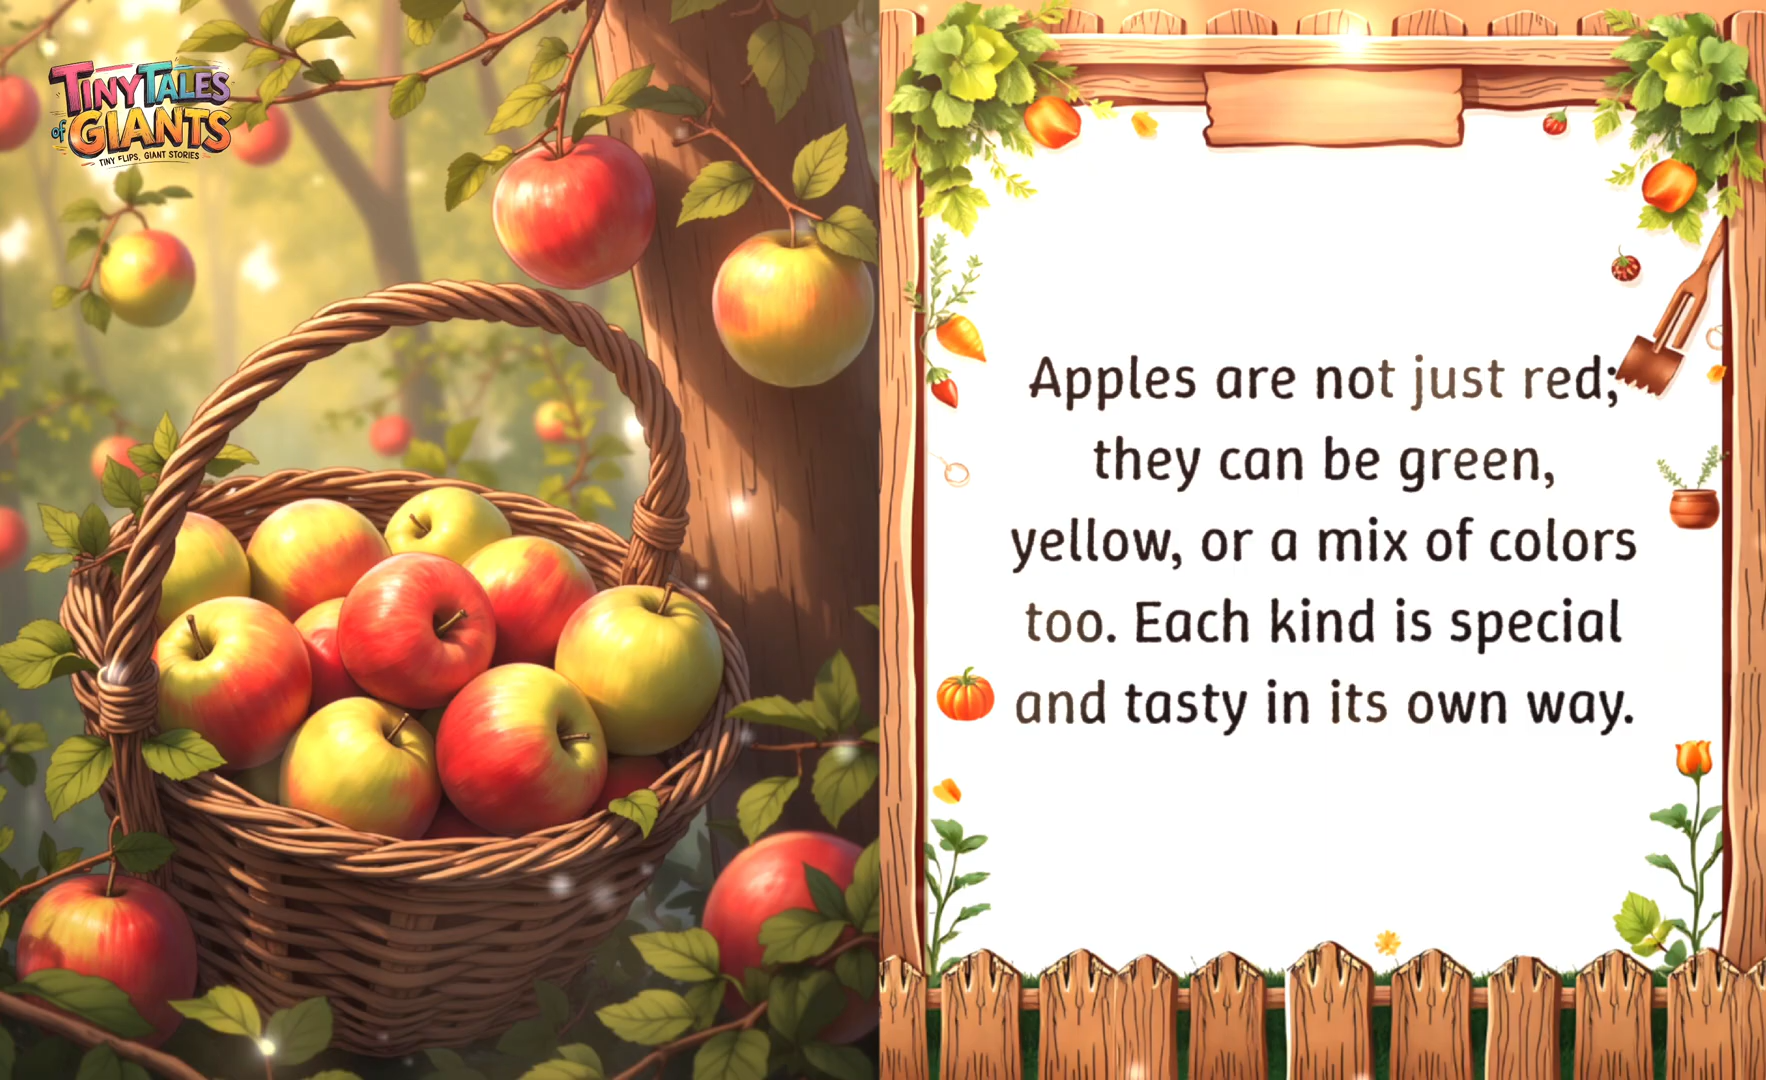 TINY TALES
of GIANTS
TINY FLIPS, GIANT STORIES
Apples are not just red;
they can be green,
yellow, or a mix of colors
too. Each kind is special
and tasty in its own way.